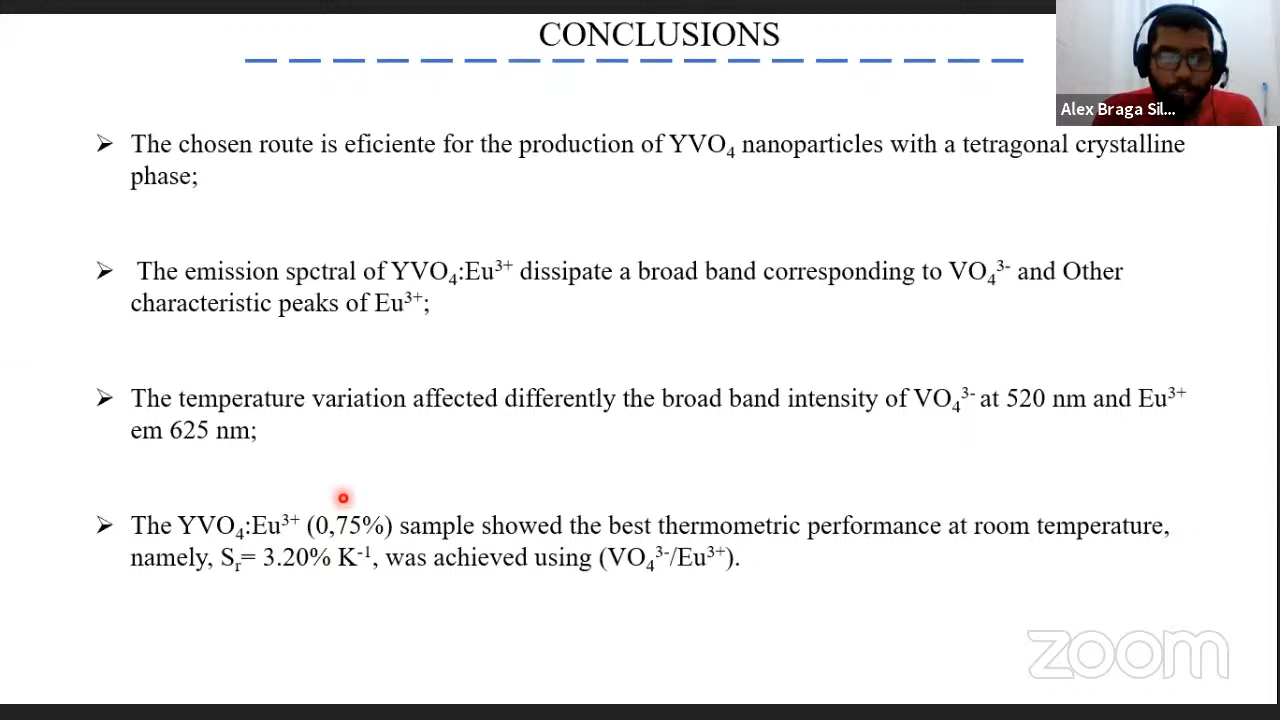 CONCLUSIONS
Alex Braga Sil...
➢ The chosen route is eficiente for the production of YVO₄ nanoparticles with a tetragonal crystalline
phase;
➢ The emission spctral of YVO₄:Eu³⁺ dissipate a broad band corresponding to VO₄³⁻ and Other
characteristic peaks of Eu³⁺;
➢ The temperature variation affected differently the broad band intensity of VO₄³⁻ at 520 nm and Eu³⁺
em 625 nm;
➢ The YVO₄:Eu³⁺ (0,75%) sample showed the best thermometric performance at room temperature,
namely, Sᵣ= 3.20% K⁻¹, was achieved using (VO₄³⁻/Eu³⁺).
zoom